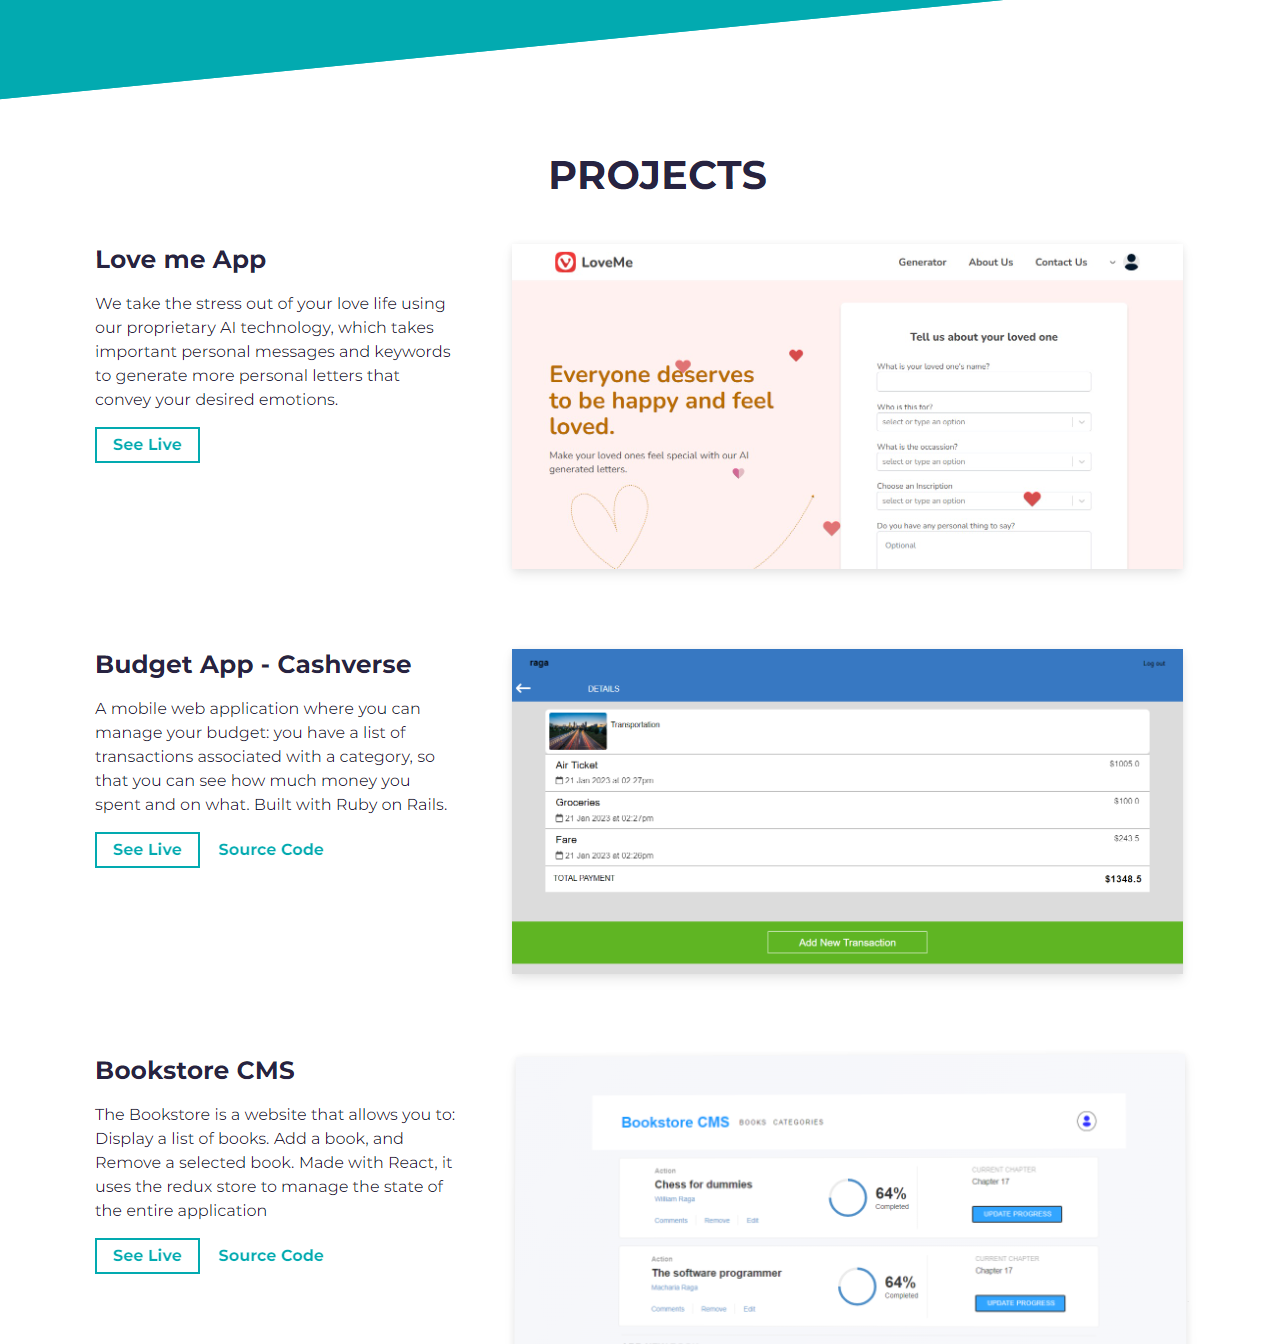 PROJECTS
Love me App
We take the stress out of your love life using
our proprietary AI technology, which takes
important personal messages and keywords
to generate more personal letters that
convey your desired emotions.
See Live
LoveMe
Generator About Us Contact Us
Everyone deserves
to be happy and feel
loved.
Make your loved ones feel special with our AI
generated letters.
Tell us about your loved one
What is your loved one's name?
Who is this for?
select or type an option
What is the occassion?
select or type an option
Choose an Inscription
select or type an option
Do you have any personal thing to say?
Optional
Budget App - Cashverse
A mobile web application where you can
manage your budget: you have a list of
transactions associated with a category, so
that you can see how much money you
spent and on what. Built with Ruby on Rails.
See Live Source Code
raga Log out
DETAILS
Transportation
Air Ticket $1005.0
21 Jan 2023 at 02:27pm
Groceries $100.0
21 Jan 2023 at 02:27pm
Fare $243.5
21 Jan 2023 at 02:26pm
TOTAL PAYMENT $1348.5
Add New Transaction
Bookstore CMS
The Bookstore is a website that allows you to:
Display a list of books. Add a book, and
Remove a selected book. Made with React, it
uses the redux store to manage the state of
the entire application
See Live Source Code
Bookstore CMS BOOKS CATEGORIES
Action
Chess for dummies
William Raga
Comments Remove Edit
64%
Completed
CURRENT CHAPTER
Chapter 17
UPDATE PROGRESS
Action
The software programmer
Macharia Raga
Comments Remove Edit
64%
Completed
CURRENT CHAPTER
Chapter 17
UPDATE PROGRESS